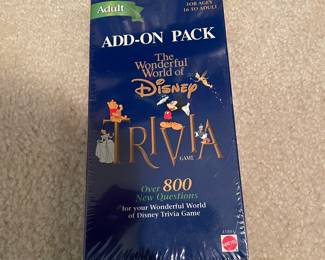 Adult
FOR AGES
16 TO ADULT
ADD-ON PACK
The
Wonderful
World of
Disney
TRIVIA
GAME
Over 800
New Questions
for your Wonderful World
of Disney Trivia Game
MATTEL